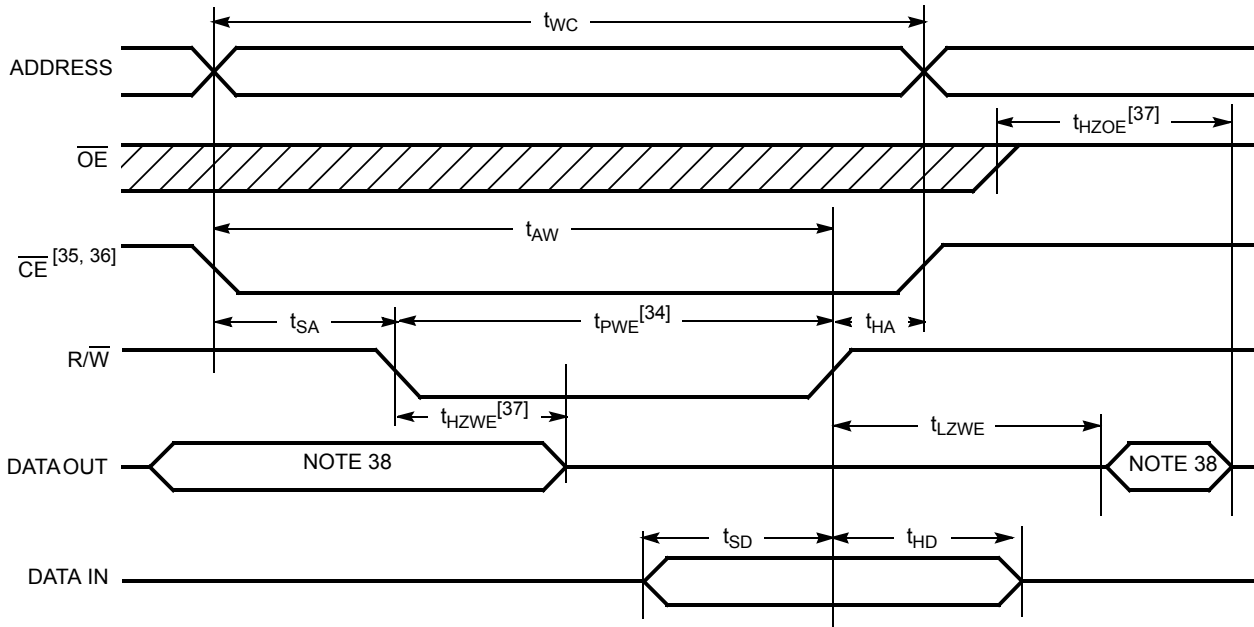 tWC
ADDRESS
tHZOE[37]
OE
tAW
CE [35, 36]
tSA
tPWE[34]
tHA
R/W
tHZWE[37]
tLZWE
DATA OUT
NOTE 38
NOTE 38
tSD
tHD
DATA IN